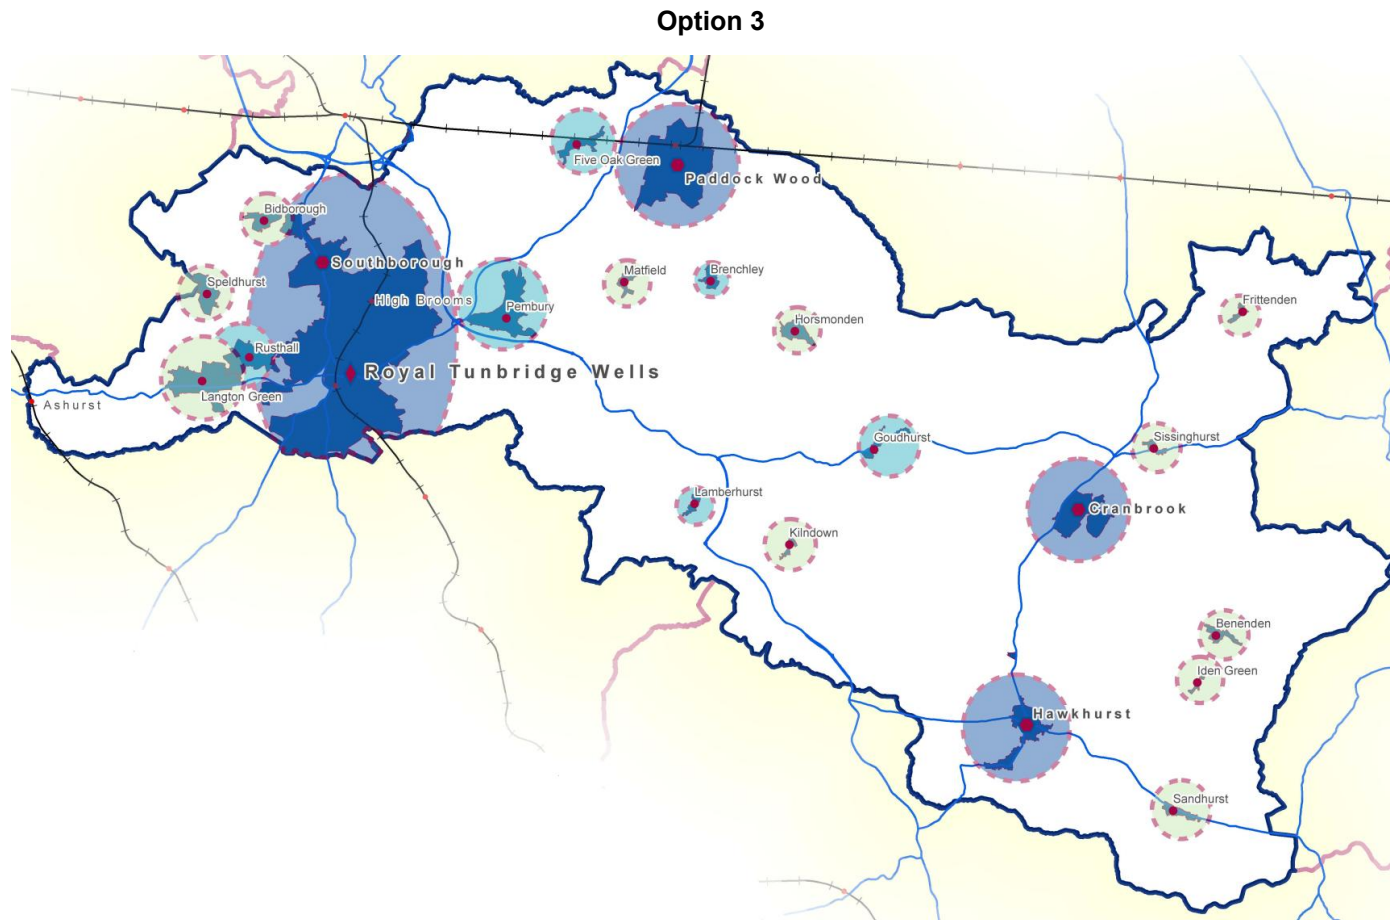 Option 3
Five Oak Green
Paddock Wood
Bidborough
Southborough
Speldhurst
Matfield
Brenchley
High Brooms
Pembury
Frittenden
Horsmonden
Rusthall
Royal Tunbridge Wells
Langton Green
Ashurst
Goudhurst
Sissinghurst
Lamberhurst
Cranbrook
Kilndown
Benenden
Iden Green
Hawkhurst
Sandhurst